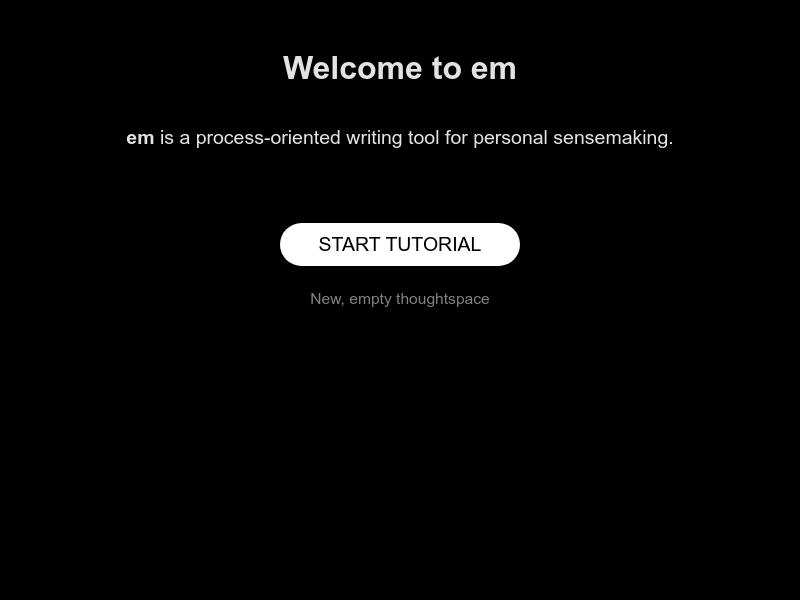 Welcome to em
em is a process-oriented writing tool for personal sensemaking.
START TUTORIAL
New, empty thoughtspace